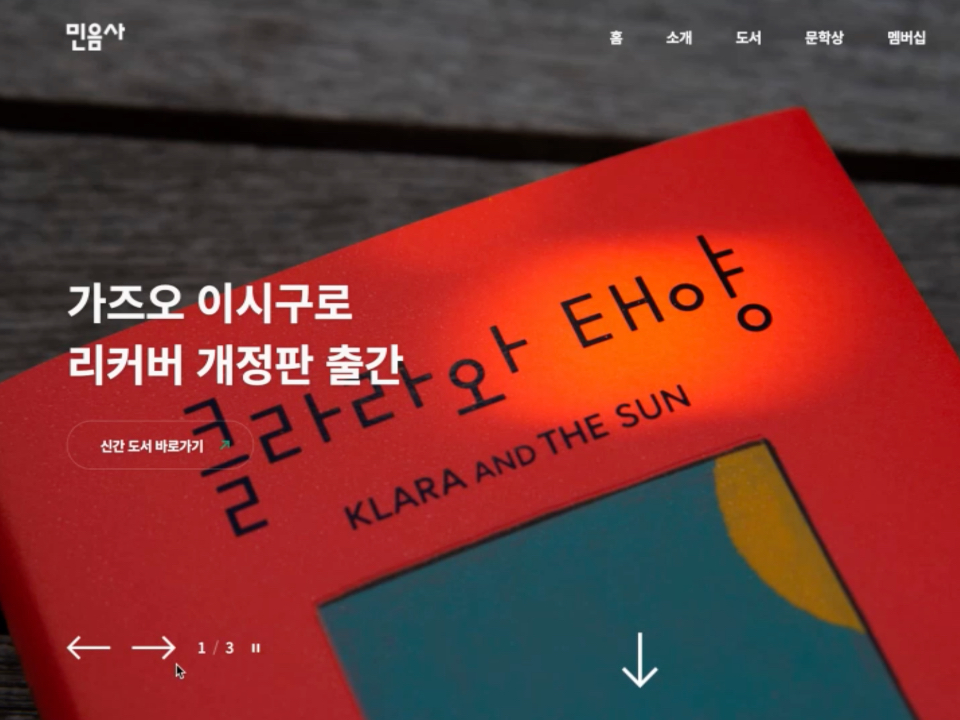 민음사
홈 소개 도서 문학상 멤버십
가즈오 이시구로
리커버 개정판 출간
신간 도서 바로가기
클라라와 태양
KLARA AND THE SUN
1 / 3